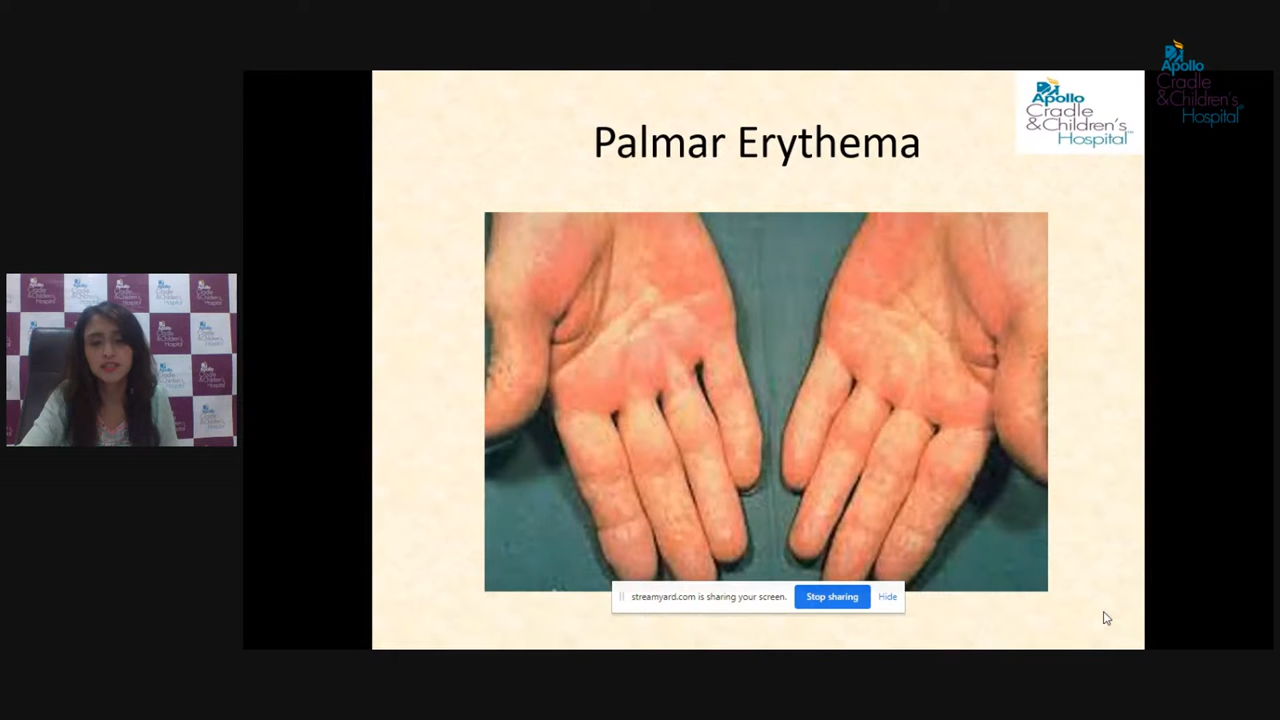 Palmar Erythema
Apollo
Cradle
&Children's
Hospital
Apollo
Cradle
&Children's
Hospital
streamyard.com is sharing your screen.
Stop sharing
Hide